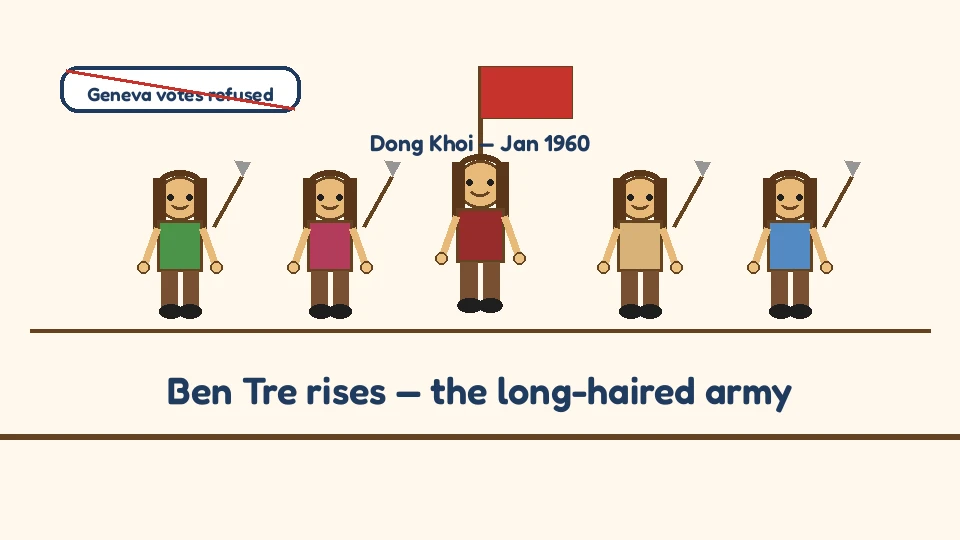 Geneva votes refused
Dong Khoi – Jan 1960
Ben Tre rises – the long-haired army